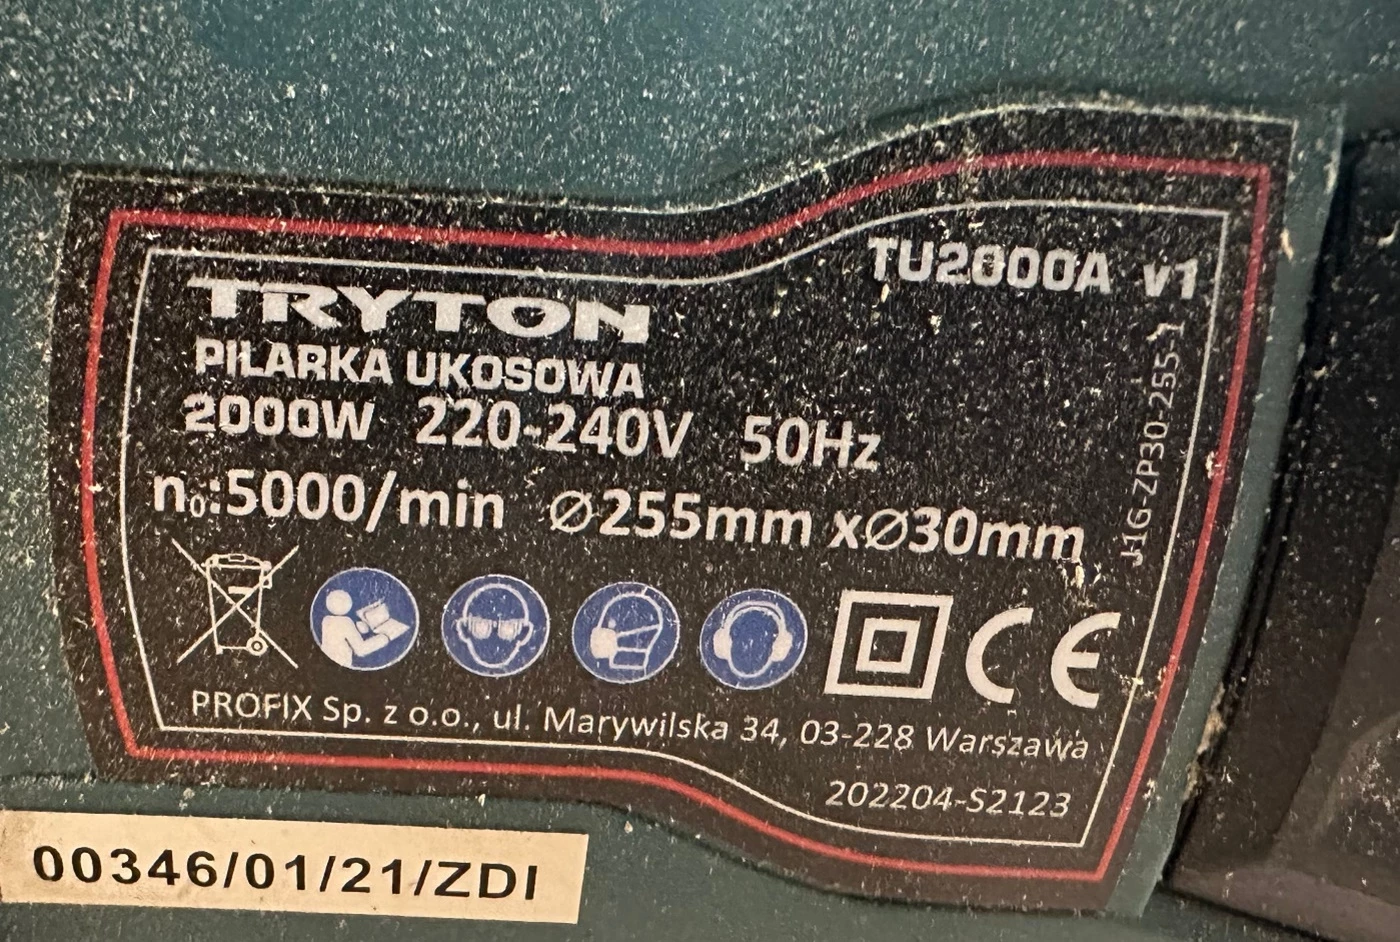 TU2000A v1
TRYTON
PILARKA UKOSOWA
2000W 220-240V 50Hz
n₀:5000/min Ø255mm xØ30mm
J1G-ZP30-255-1
CE
PROFIX Sp. z o.o., ul. Marywilska 34, 03-228 Warszawa
202204-S2123
00346/01/21/ZDI